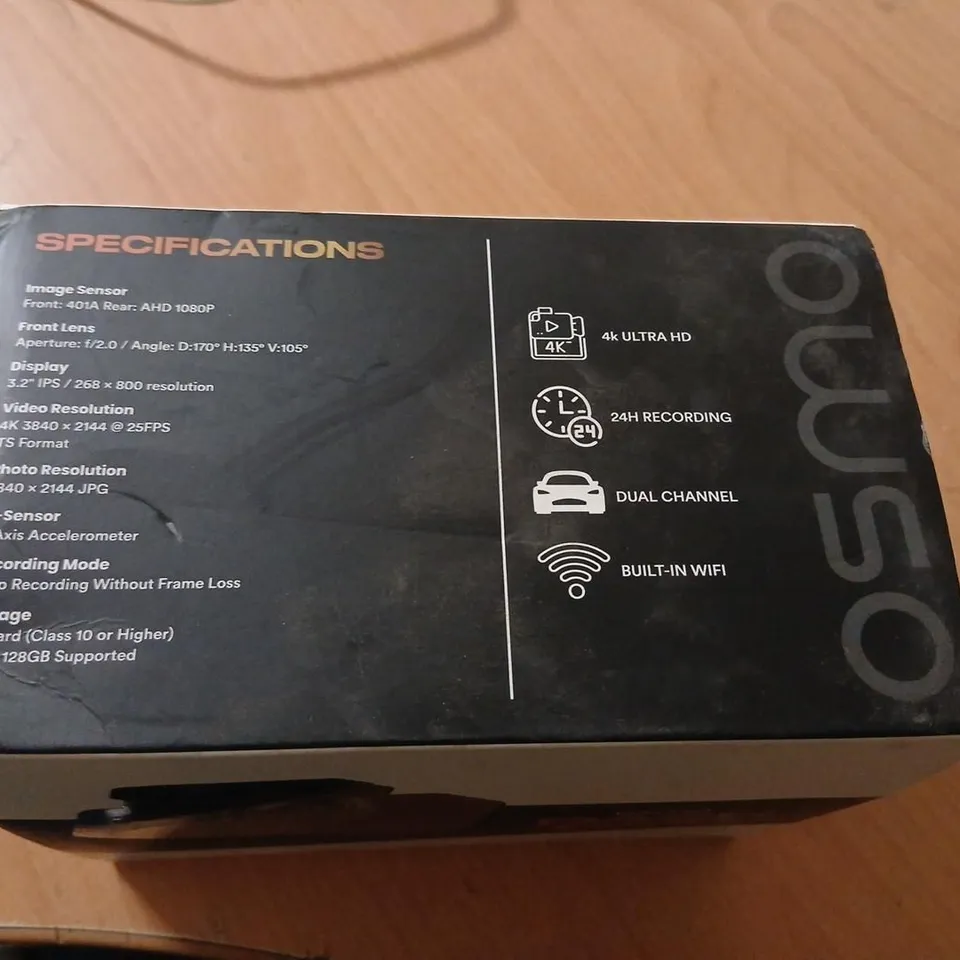 SPECIFICATIONS
Image Sensor
Front: 401A Rear: AHD 1080P
Front Lens
Aperture: f/2.0 / Angle: D:170° H:135° V:105°
Display
3.2" IPS / 268 × 800 resolution
Video Resolution
4K 3840 × 2144 @ 25FPS
TS Format
hoto Resolution
840 × 2144 JPG
-Sensor
Axis Accelerometer
cording Mode
o Recording Without Frame Loss
age
ard (Class 10 or Higher)
128GB Supported
4K
4k ULTRA HD
24
24H RECORDING
DUAL CHANNEL
BUILT-IN WIFI
osmo